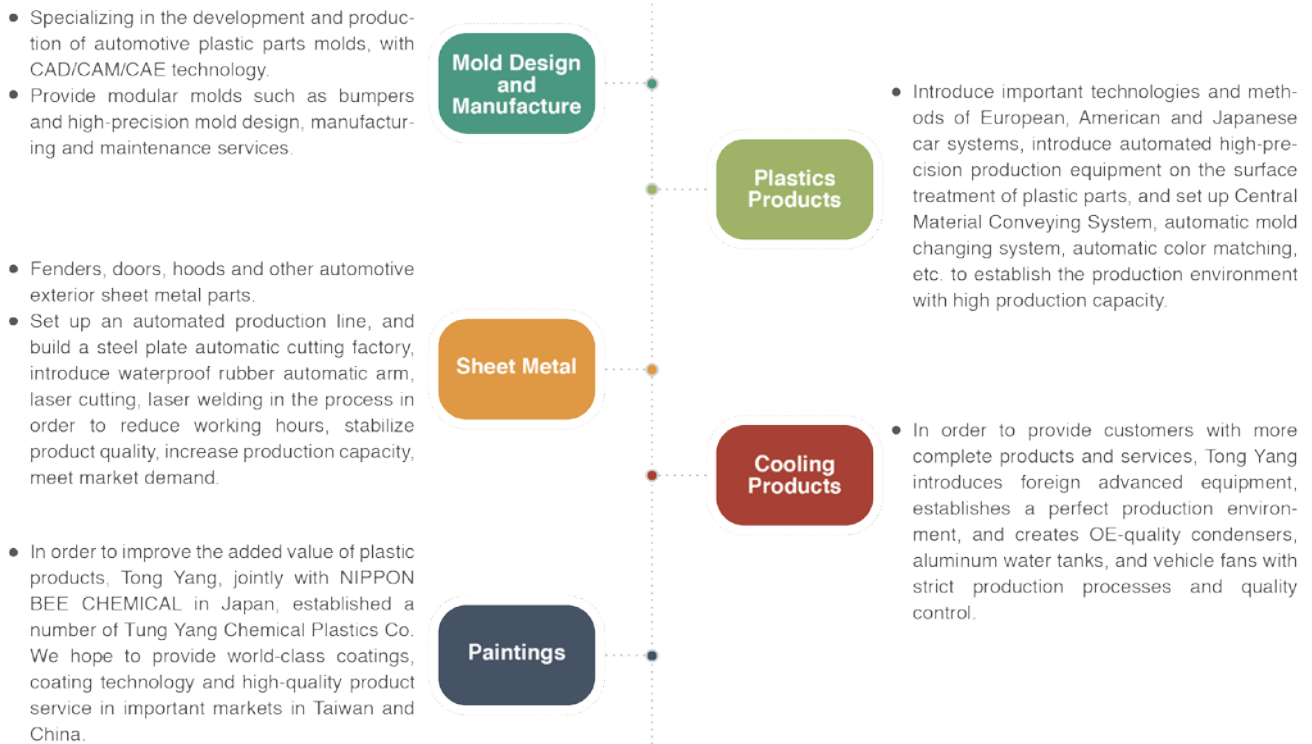 ● Specializing in the development and produc-
tion of automotive plastic parts molds, with
CAD/CAM/CAE technology.
● Provide modular molds such as bumpers
and high-precision mold design, manufactur-
ing and maintenance services.
Mold Design
and
Manufacture
Plastics
Products
● Introduce important technologies and meth-
ods of European, American and Japanese
car systems, introduce automated high-pre-
cision production equipment on the surface
treatment of plastic parts, and set up Central
Material Conveying System, automatic mold
changing system, automatic color matching,
etc. to establish the production environment
with high production capacity.
● Fenders, doors, hoods and other automotive
exterior sheet metal parts.
● Set up an automated production line, and
build a steel plate automatic cutting factory,
introduce waterproof rubber automatic arm,
laser cutting, laser welding in the process in
order to reduce working hours, stabilize
product quality, increase production capacity,
meet market demand.
Sheet Metal
Cooling
Products
● In order to provide customers with more
complete products and services, Tong Yang
introduces foreign advanced equipment,
establishes a perfect production environ-
ment, and creates OE-quality condensers,
aluminum water tanks, and vehicle fans with
strict production processes and quality
control.
● In order to improve the added value of plastic
products, Tong Yang, jointly with NIPPON
BEE CHEMICAL in Japan, established a
number of Tung Yang Chemical Plastics Co.
We hope to provide world-class coatings,
coating technology and high-quality product
service in important markets in Taiwan and
China.
Paintings